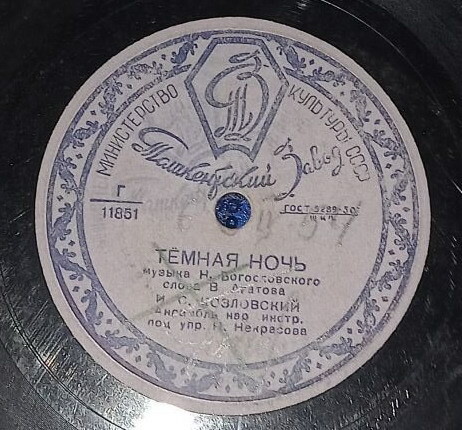 МИНИСТЕРСТВО КУЛЬТУРЫ СССР
Ташкентский Завод
Г
11851
ГОСТ 5289-50
ТЁМНАЯ НОЧЬ
музыка Н. Богословского
слова В. Агатова
И. С. КОЗЛОВСКИЙ
Ансамбль нар инстр.
под упр. Н. Некрасова